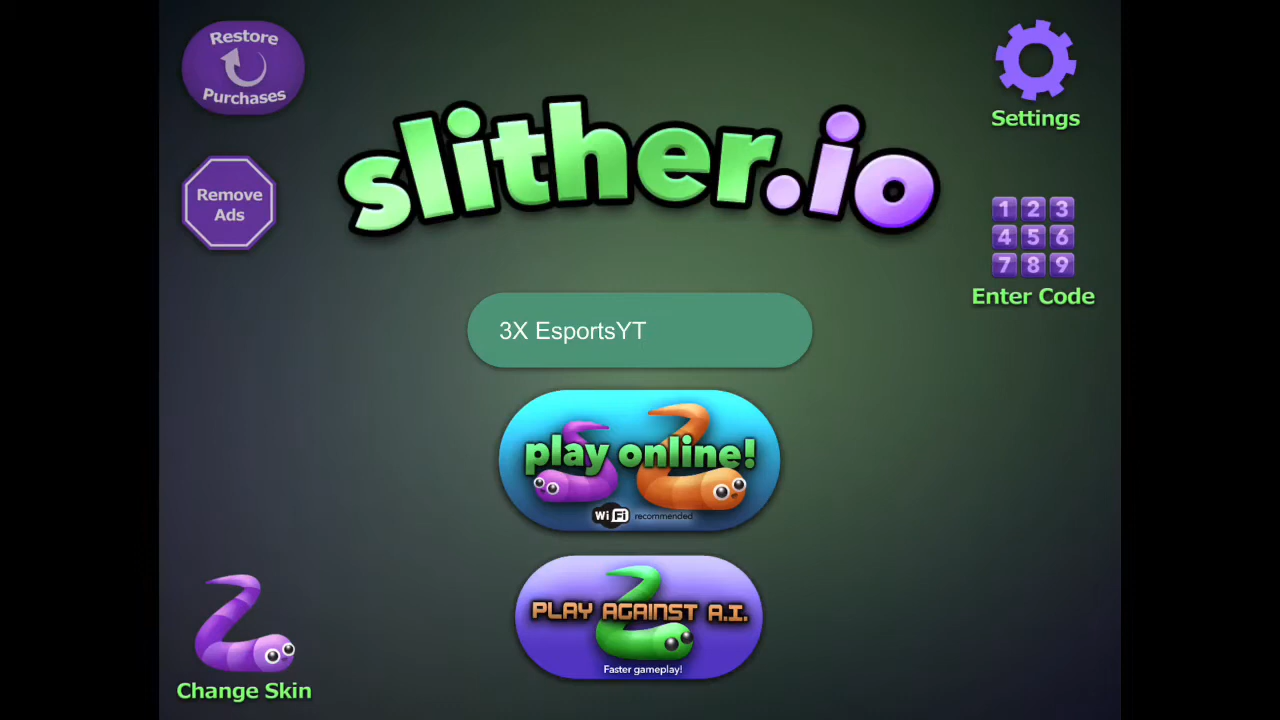 Restore
Purchases
Settings
slither.io
Remove
Ads
1 2 3
4 5 6
7 8 9
Enter Code
3X EsportsYT
play online!
Wi Fi recommended
PLAY AGAINST A.I.
Faster gameplay!
Change Skin